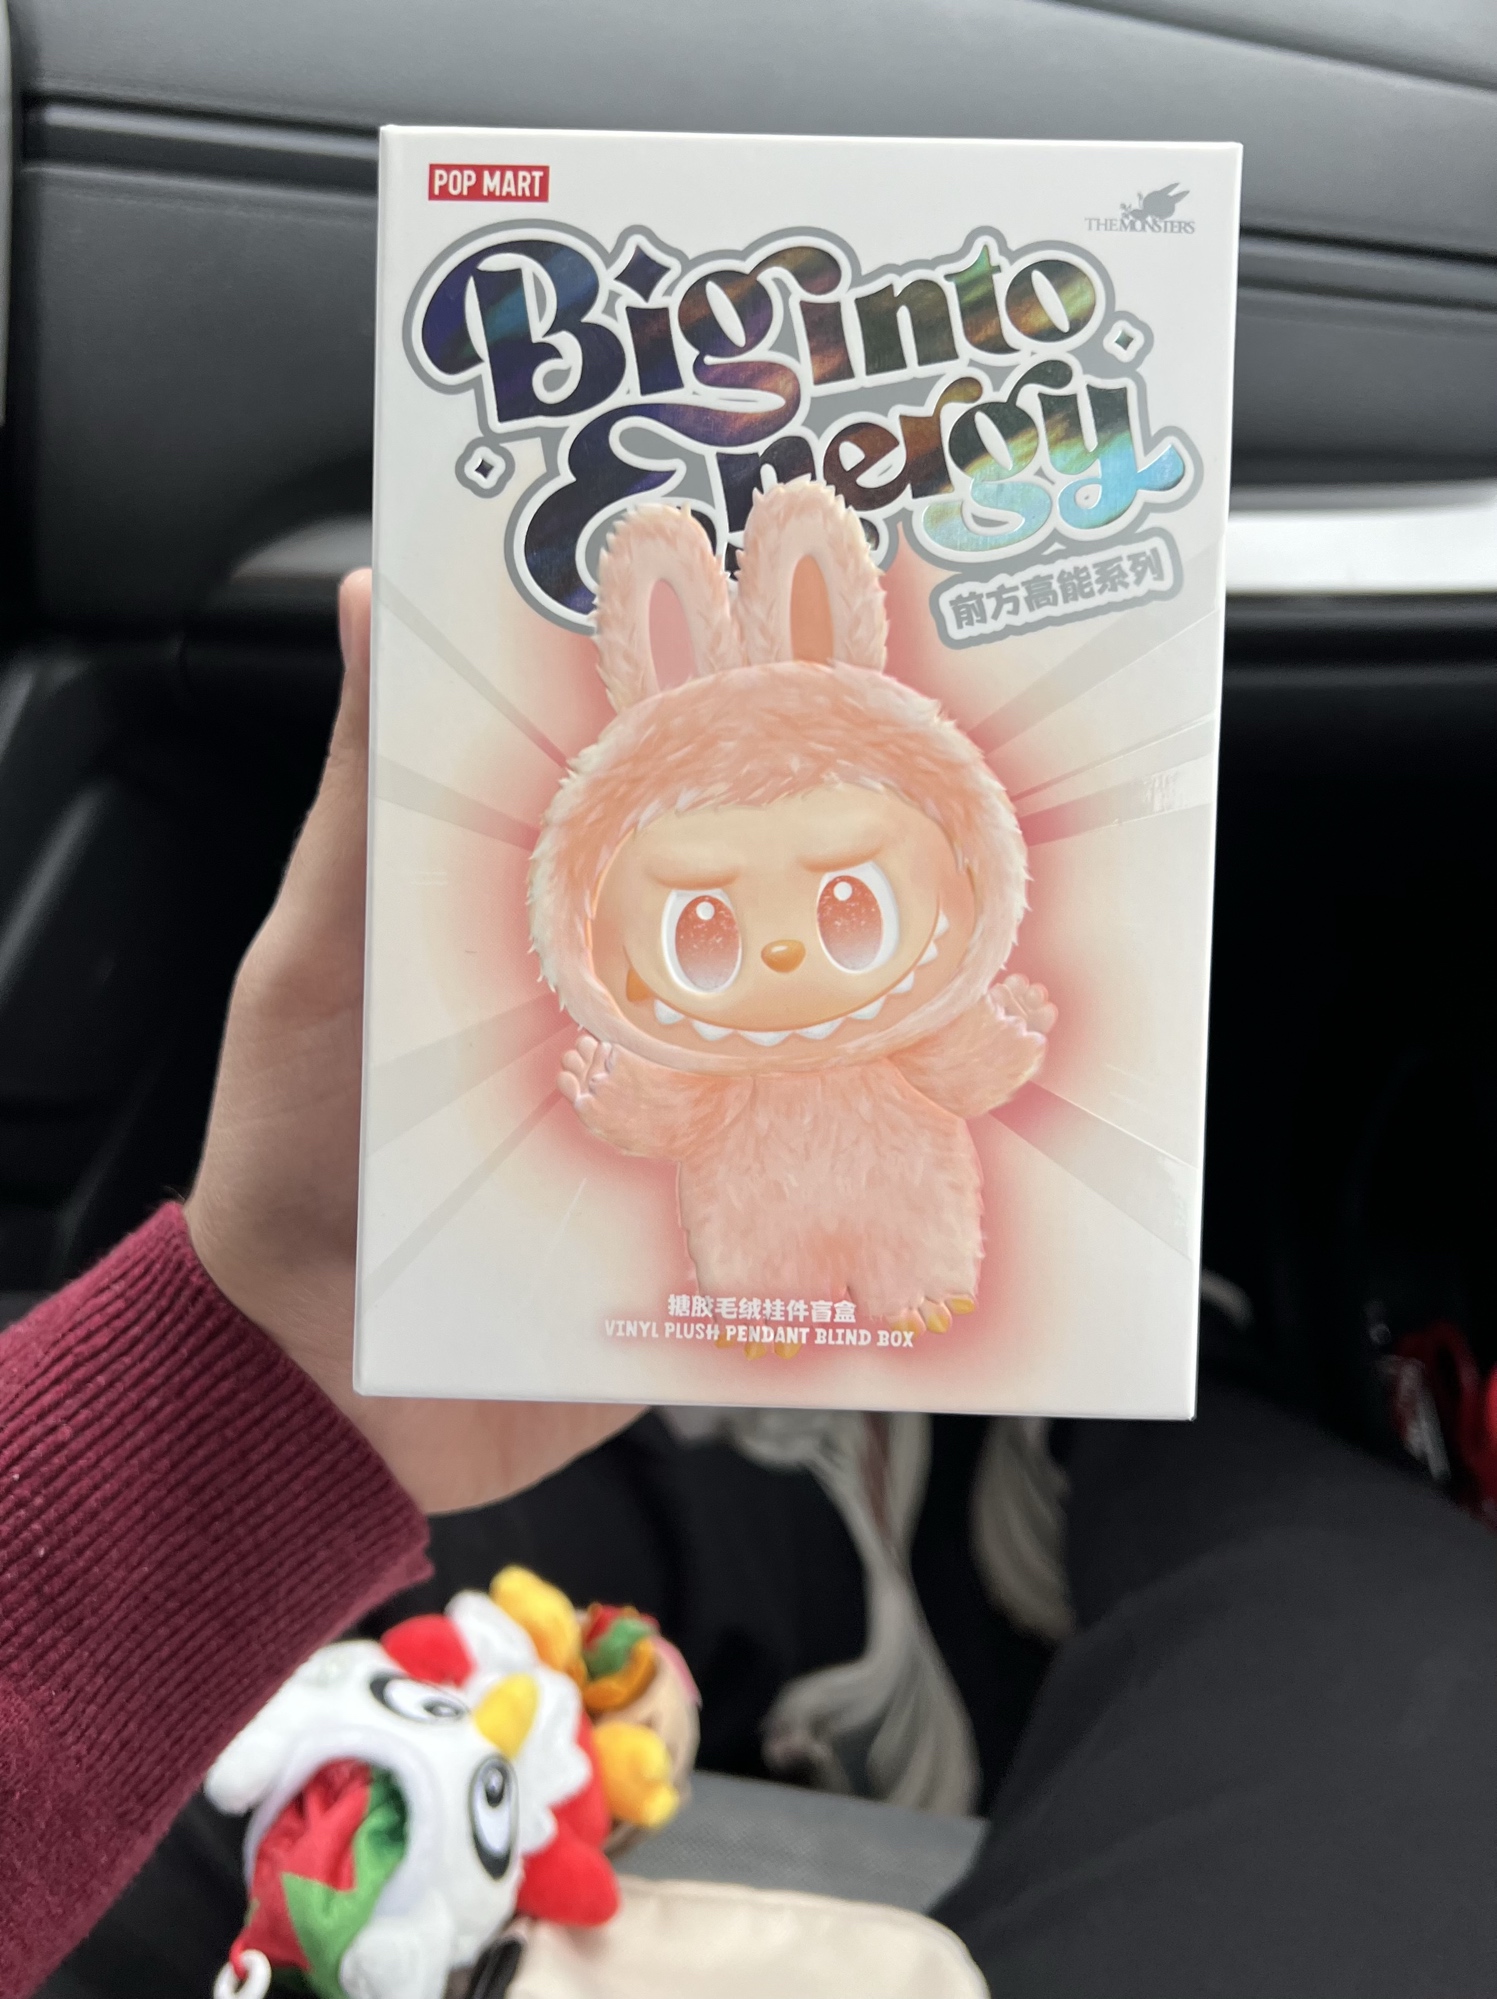 POP MART
THE MONSTERS
Big into
Energy
前方高能系列
搪胶毛绒挂件盲盒
VINYL PLUSH PENDANT BLIND BOX